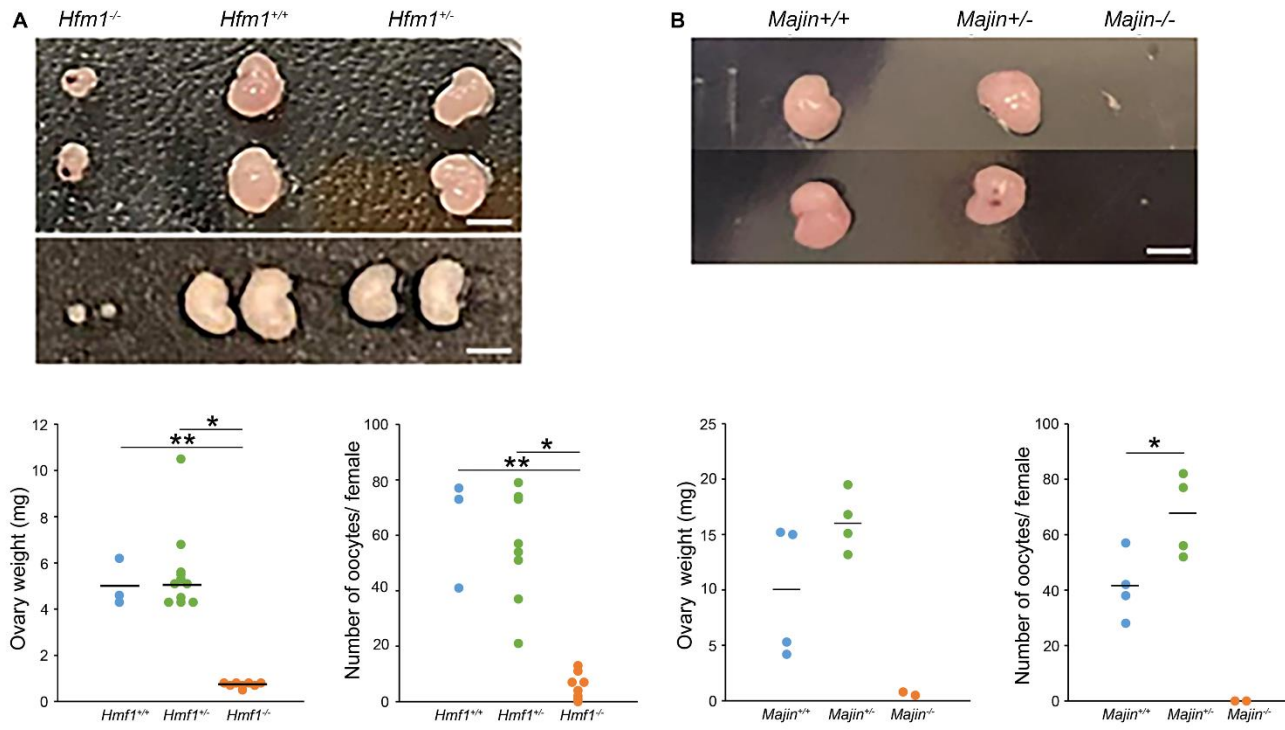 A
Hfm1-/-
Hfm1+/+
Hfm1+/-
B
Majin+/+
Majin+/-
Majin-/-
12
10
8
6
4
2
0
Ovary weight (mg)
*
**
Hmf1+/+
Hmf1+/-
Hmf1-/-
100
80
60
40
20
0
Number of oocytes/ female
*
**
Hmf1+/+
Hmf1+/-
Hmf1-/-
25
20
15
10
5
0
Ovary weight (mg)
Majin+/+
Majin+/-
Majin-/-
100
80
60
40
20
0
Number of oocytes/ female
*
Majin+/+
Majin+/-
Majin-/-